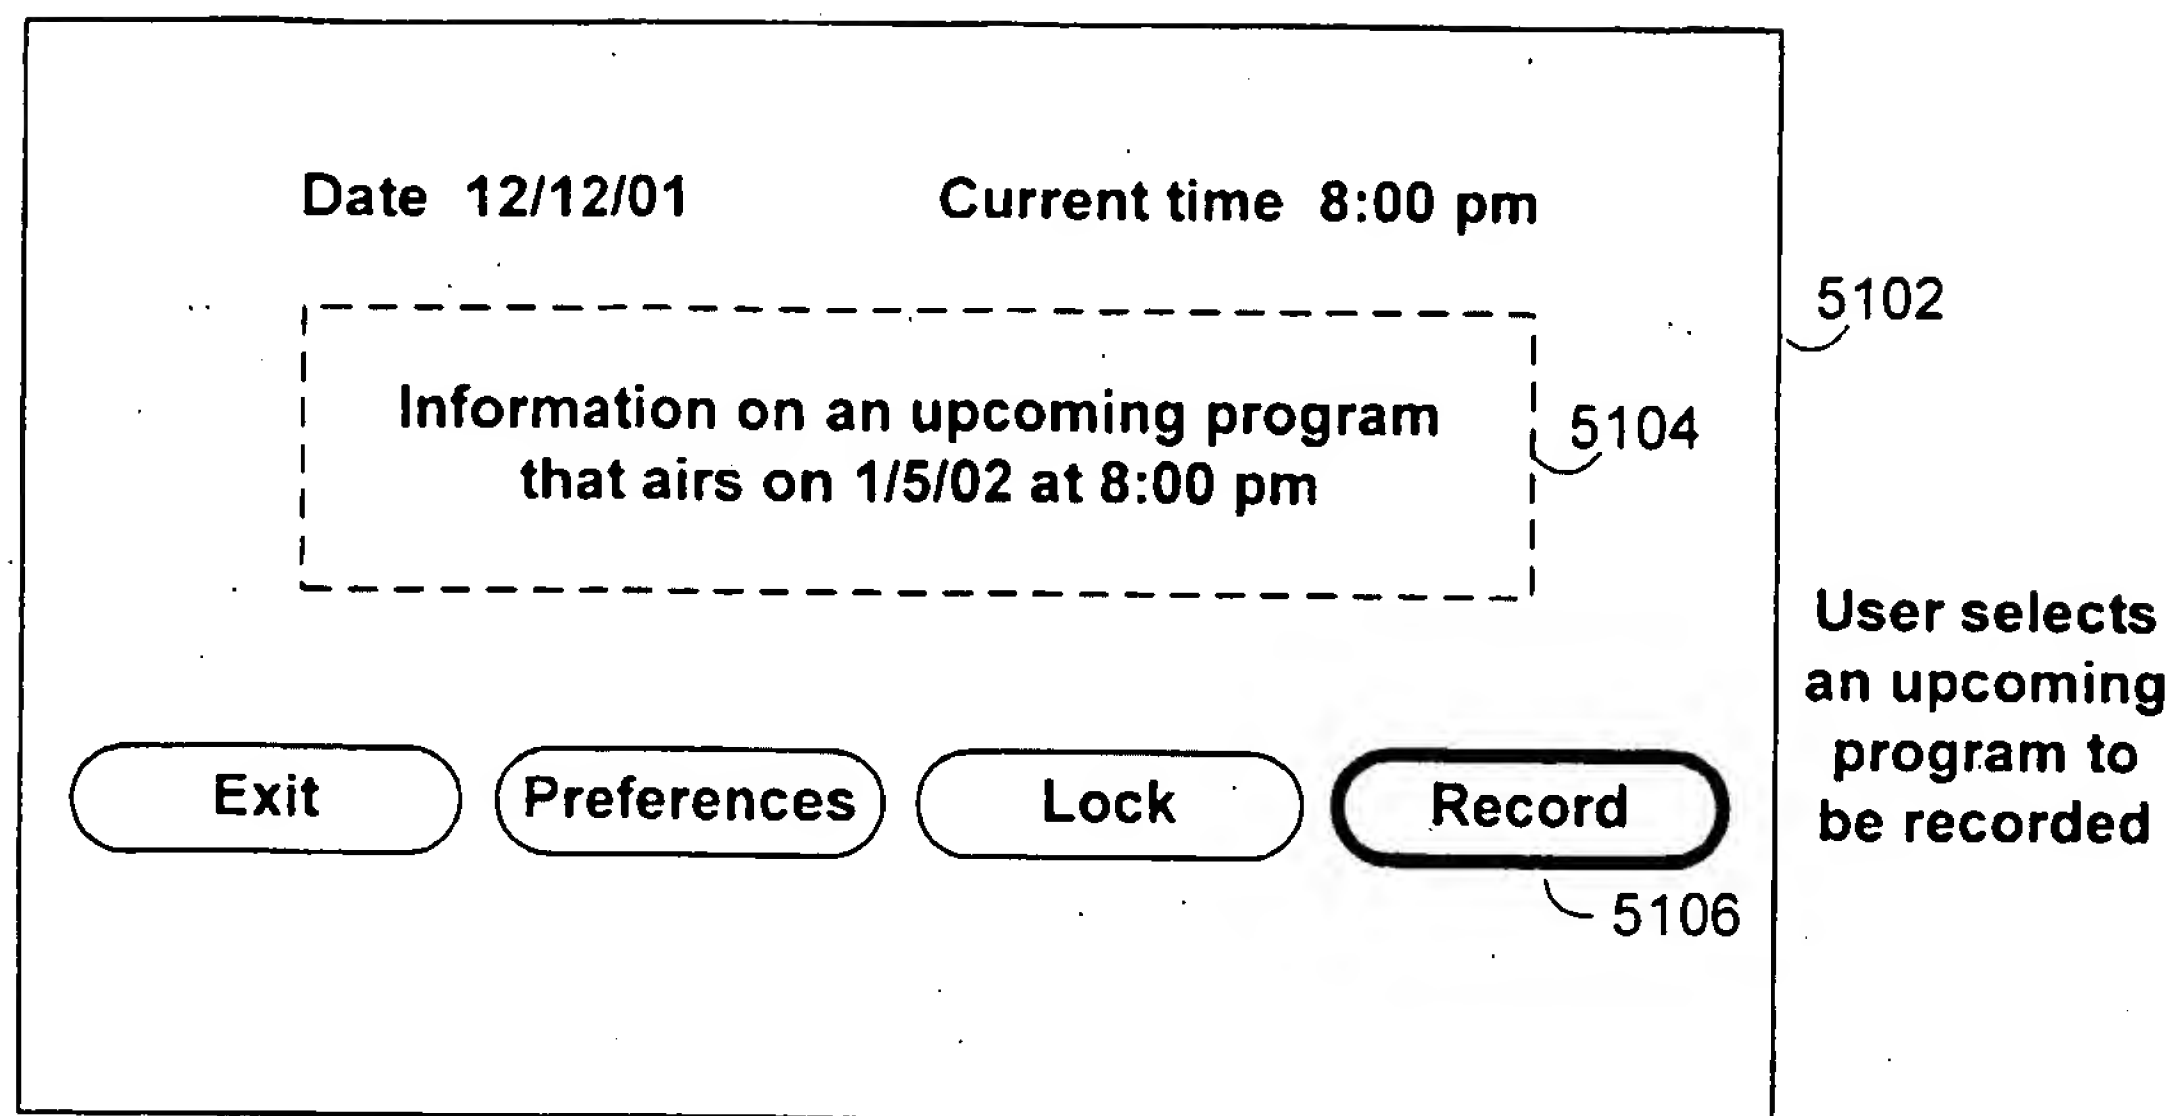 Date 12/12/01 Current time 8:00 pm
5102
Information on an upcoming program
that airs on 1/5/02 at 8:00 pm
5104
User selects
an upcoming
program to
be recorded
Exit Preferences Lock Record
5106